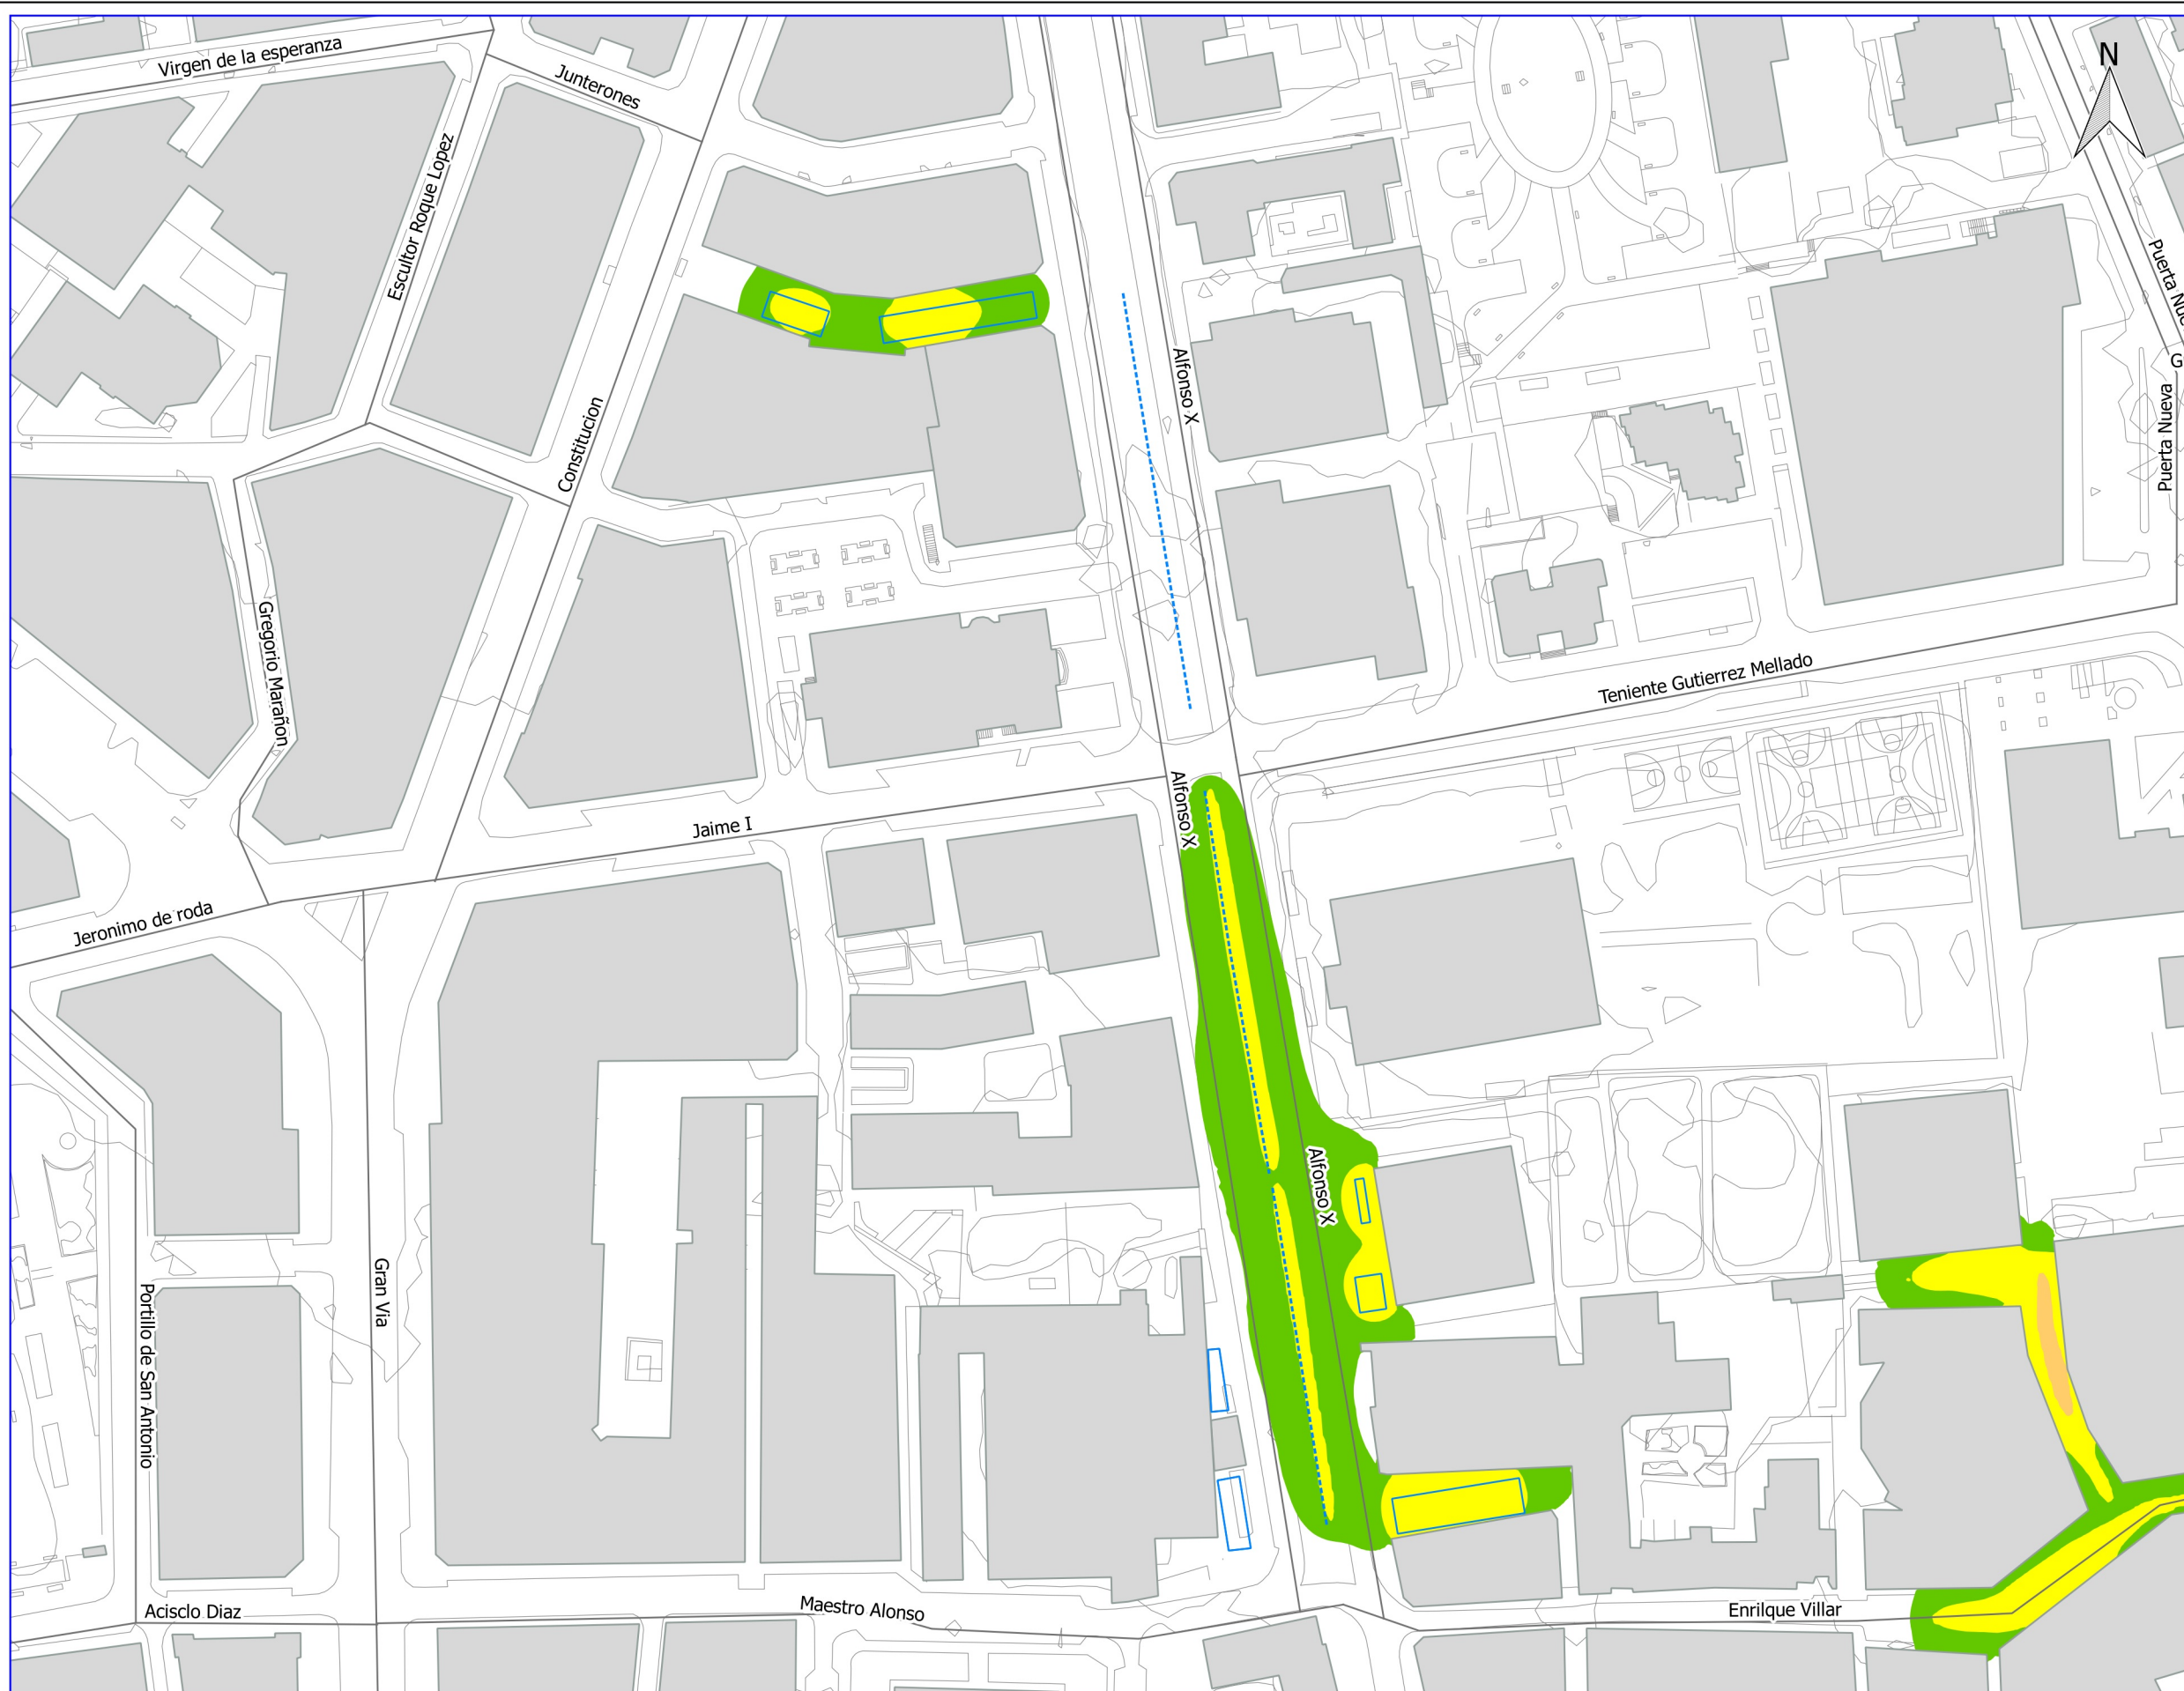 Virgen de la esperanza
Junterones
N
Escultor Roque Lopez
Puerta Nue
Alfonso X
G
Puerta Nueva
Constitucion
Gregorio Marañon
Teniente Gutierrez Mellado
Alfonso X
Jaime I
Jeronimo de roda
Alfonso X
Gran Via
Portillo de San Antonio
Acisclo Diaz
Maestro Alonso
Enrilque Villar